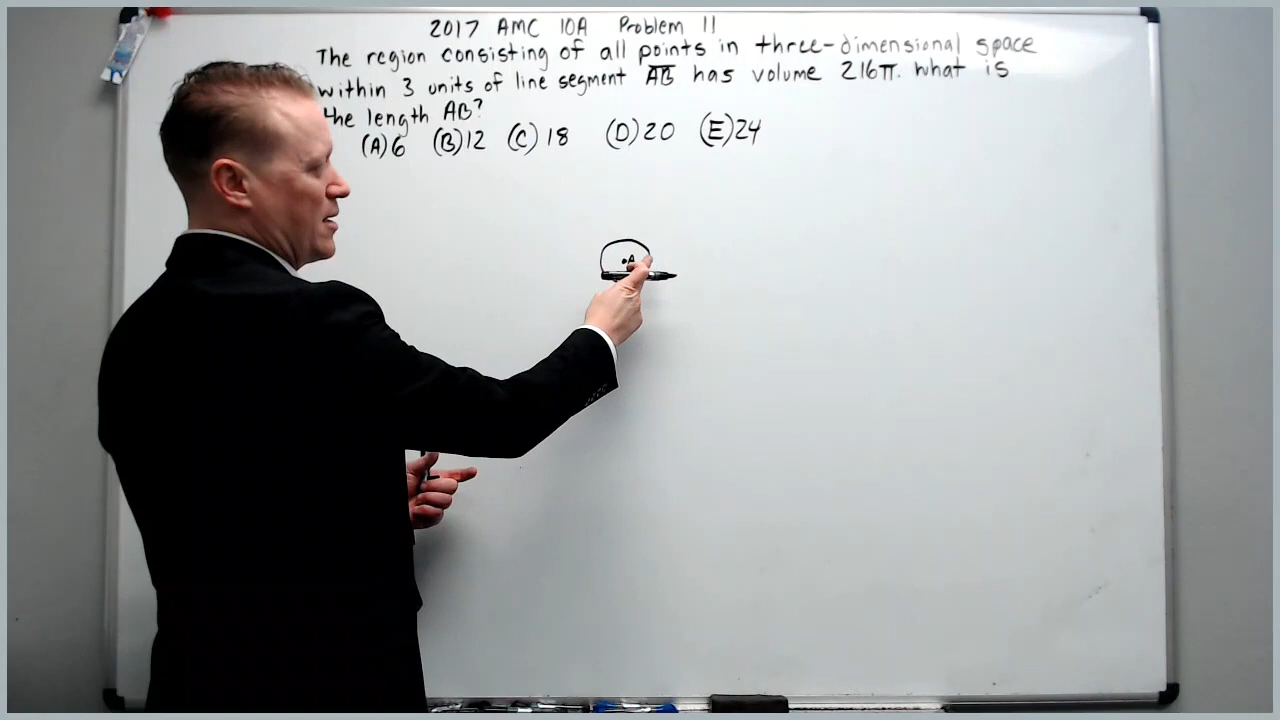 2017 AMC 10A Problem 11
The region consisting of all points in three-dimensional space
within 3 units of line segment A̅B̅ has volume 216π. What is
the length AB?
(A) 6 (B) 12 (C) 18 (D) 20 (E) 24
A